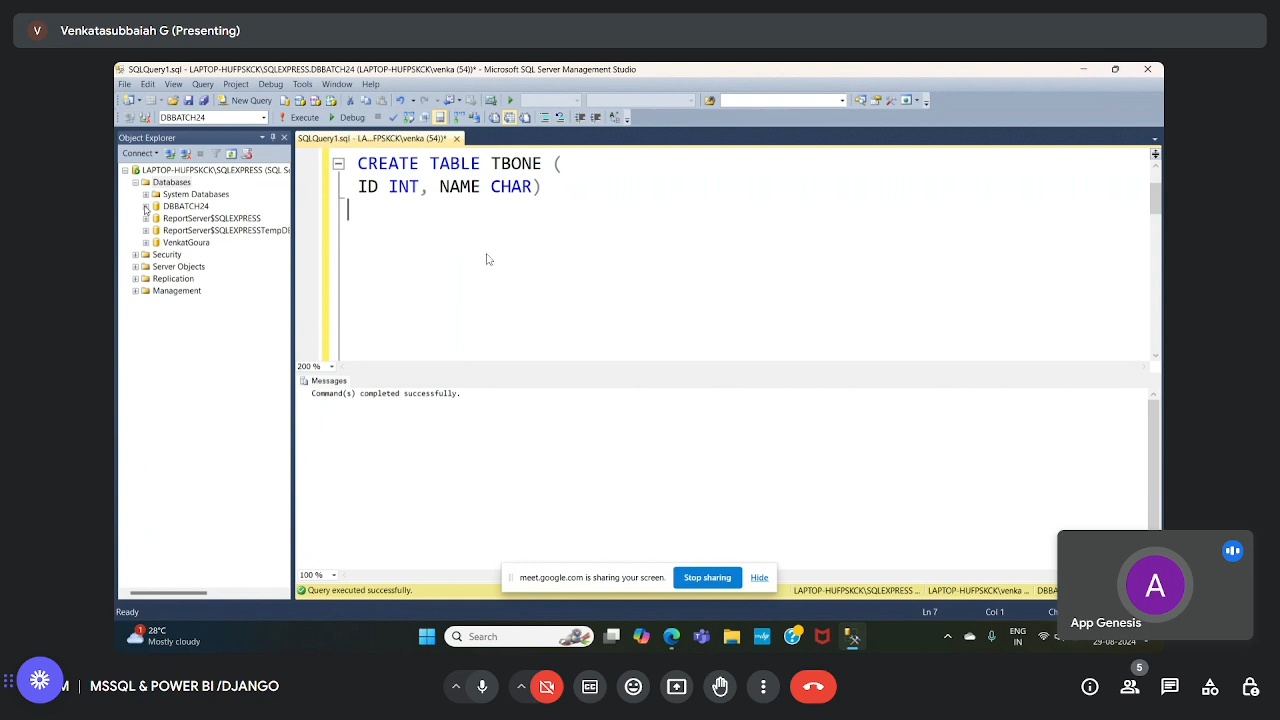 V Venkatasubbaiah G (Presenting)
SQLQuery1.sql - LAPTOP-HUFPSKCK\SQLEXPRESS.DBBATCH24 (LAPTOP-HUFPSKCK\venka (54))* - Microsoft SQL Server Management Studio
File Edit View Query Project Debug Tools Window Help
New Query
DBBATCH24 Execute Debug
Object Explorer
SQLQuery1.sql - LA...FPSKCK\venka (54))*
Connect
LAPTOP-HUFPSKCK\SQLEXPRESS (SQL S
Databases
System Databases
DBBATCH24
ReportServer$SQLEXPRESS
ReportServer$SQLEXPRESSTempDB
VenkatGoura
Security
Server Objects
Replication
Management
CREATE TABLE TBONE (
ID INT, NAME CHAR)
200 %
Messages
Command(s) completed successfully.
100 %
meet.google.com is sharing your screen. Stop sharing Hide
Query executed successfully. LAPTOP-HUFPSKCK\SQLEXPRESS ... LAPTOP-HUFPSKCK\venka ... DBBA
Ready Ln 7 Col 1 Ch
A
App Genesis
1
28°C
Mostly cloudy
Search
ENG
IN
29-08-2024
M | MSSQL & POWER BI /DJANGO
5